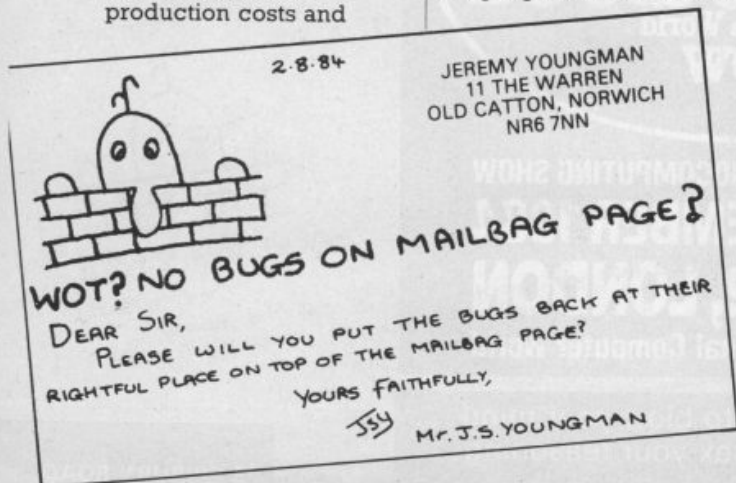 production costs and
2.8.84
JEREMY YOUNGMAN
11 THE WARREN
OLD CATTON, NORWICH
NR6 7NN
WOT? NO BUGS ON MAILBAG PAGE?
DEAR SIR,
PLEASE WILL YOU PUT THE BUGS BACK AT THEIR
RIGHTFUL PLACE ON TOP OF THE MAILBAG PAGE?
YOURS FAITHFULLY,
JSY
Mr. J.S. YOUNGMAN